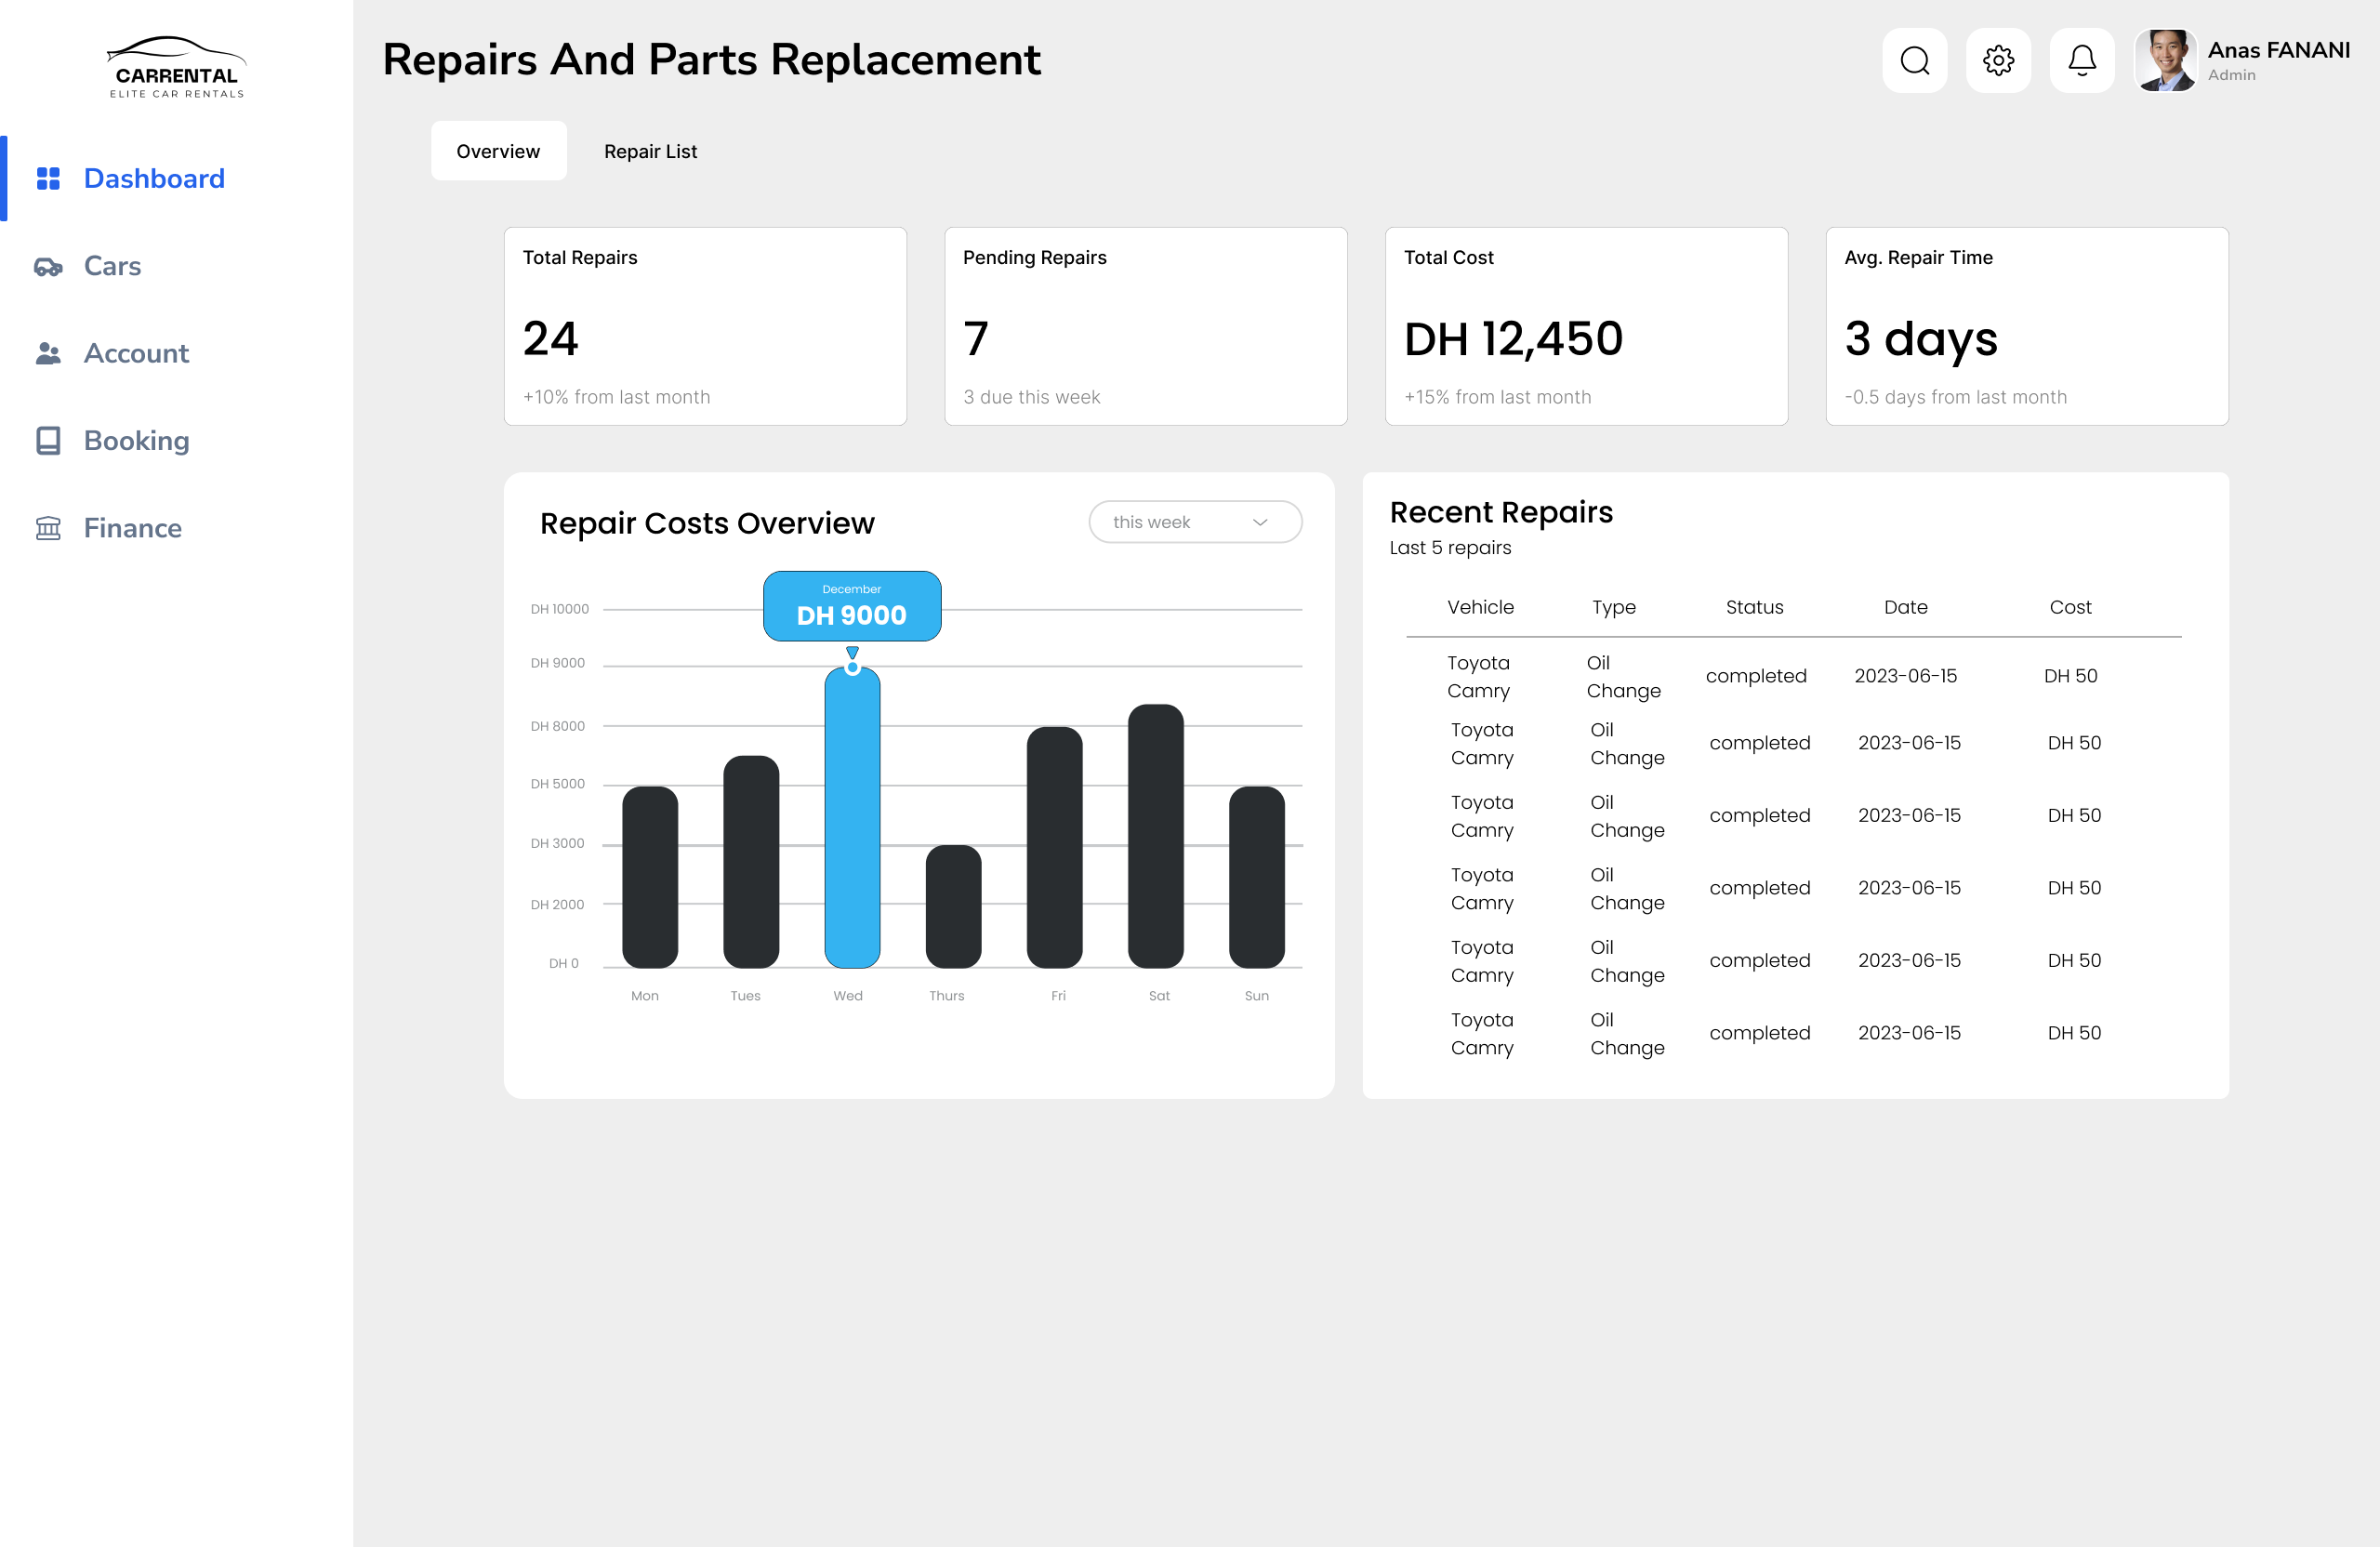 CARRENTAL
ELITE CAR RENTALS
Dashboard
Cars
Account
Booking
Finance
Repairs And Parts Replacement
Anas FANANI
Admin
Overview
Repair List
Total Repairs
24
+10% from last month
Pending Repairs
7
3 due this week
Total Cost
DH 12,450
+15% from last month
Avg. Repair Time
3 days
-0.5 days from last month
Repair Costs Overview
this week
December
DH 9000
DH 10000
DH 9000
DH 8000
DH 5000
DH 3000
DH 2000
DH 0
Mon Tues Wed Thurs Fri Sat Sun
Recent Repairs
Last 5 repairs
Vehicle Type Status Date Cost
Toyota Camry Oil Change completed 2023-06-15 DH 50
Toyota Camry Oil Change completed 2023-06-15 DH 50
Toyota Camry Oil Change completed 2023-06-15 DH 50
Toyota Camry Oil Change completed 2023-06-15 DH 50
Toyota Camry Oil Change completed 2023-06-15 DH 50
Toyota Camry Oil Change completed 2023-06-15 DH 50